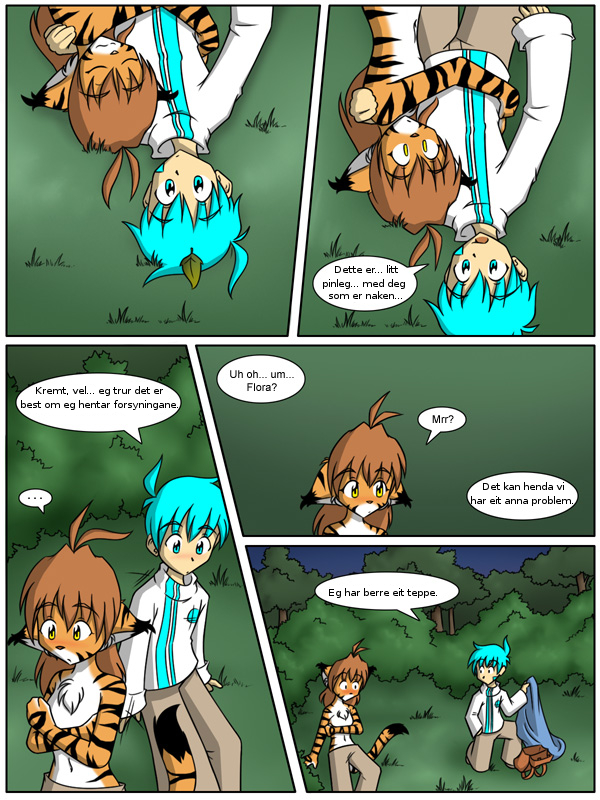 Dette er... litt
pinleg... med deg
som er naken...
Kremt, vel... eg trur det er
best om eg hentar forsyningane.
...
Uh oh... um...
Flora?
Mrr?
Det kan henda vi
har eit anna problem.
Eg har berre eit teppe.